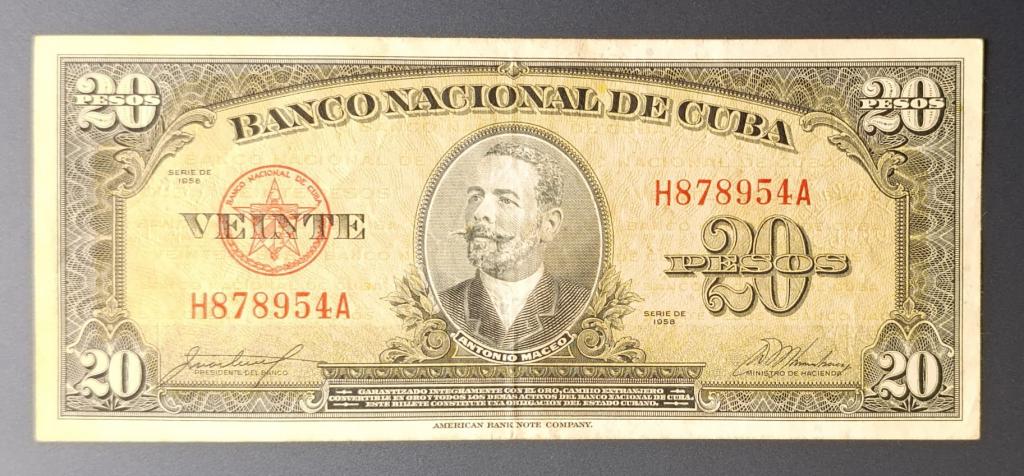 20 PESOS
20 PESOS
BANCO NACIONAL DE CUBA
SERIE DE
1958
BANCO NACIONAL DE CUBA
VEINTE
H878954A
20 PESOS
H878954A
SERIE DE
1958
ANTONIO MACEO
PRESIDENTE DEL BANCO
MINISTRO DE HACIENDA
20
20
GARANTIZADO INTEGRAMENTE CON EL ORO, CAMBIO EXTRANJERO
CONVERTIBLE EN ORO Y TODOS LOS DEMAS ACTIVOS DEL BANCO NACIONAL DE CUBA.
ESTE BILLETE CONSTITUYE UNA OBLIGACION DEL ESTADO CUBANO.
AMERICAN BANK NOTE COMPANY.